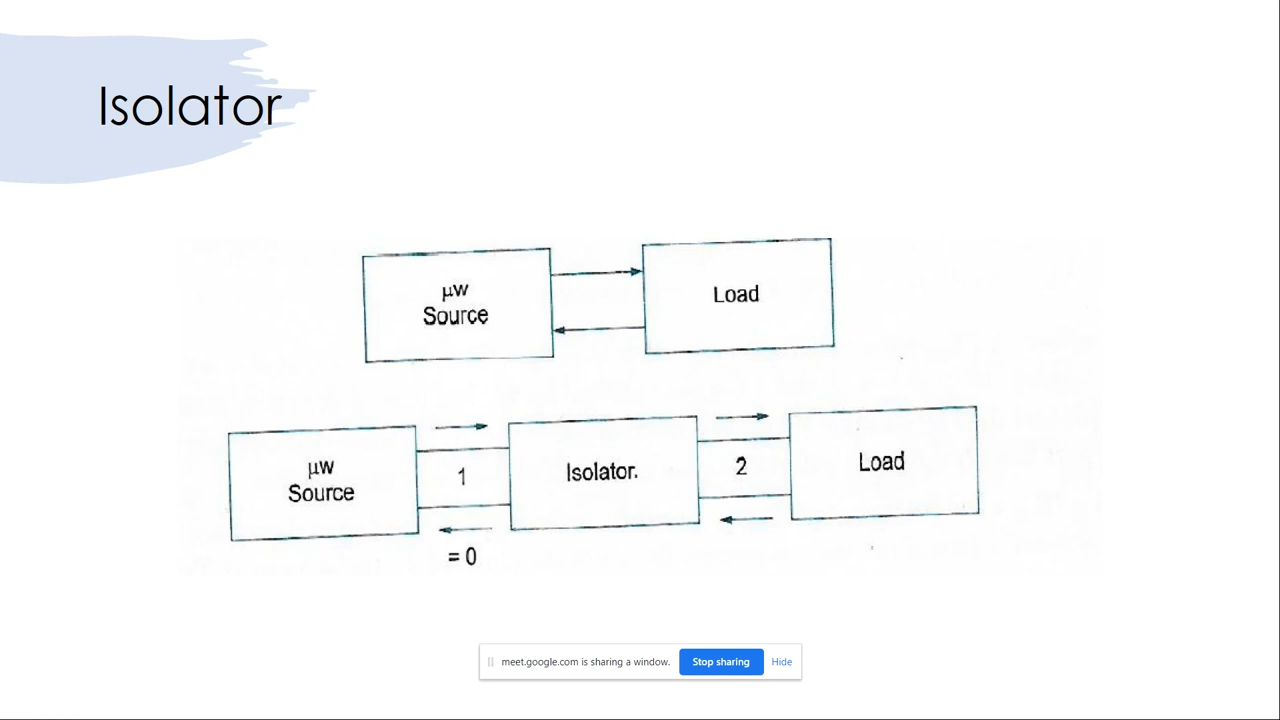 Isolator
μw
Source
Load
μw
Source
1
Isolator.
2
Load
= 0
meet.google.com is sharing a window.
Stop sharing
Hide